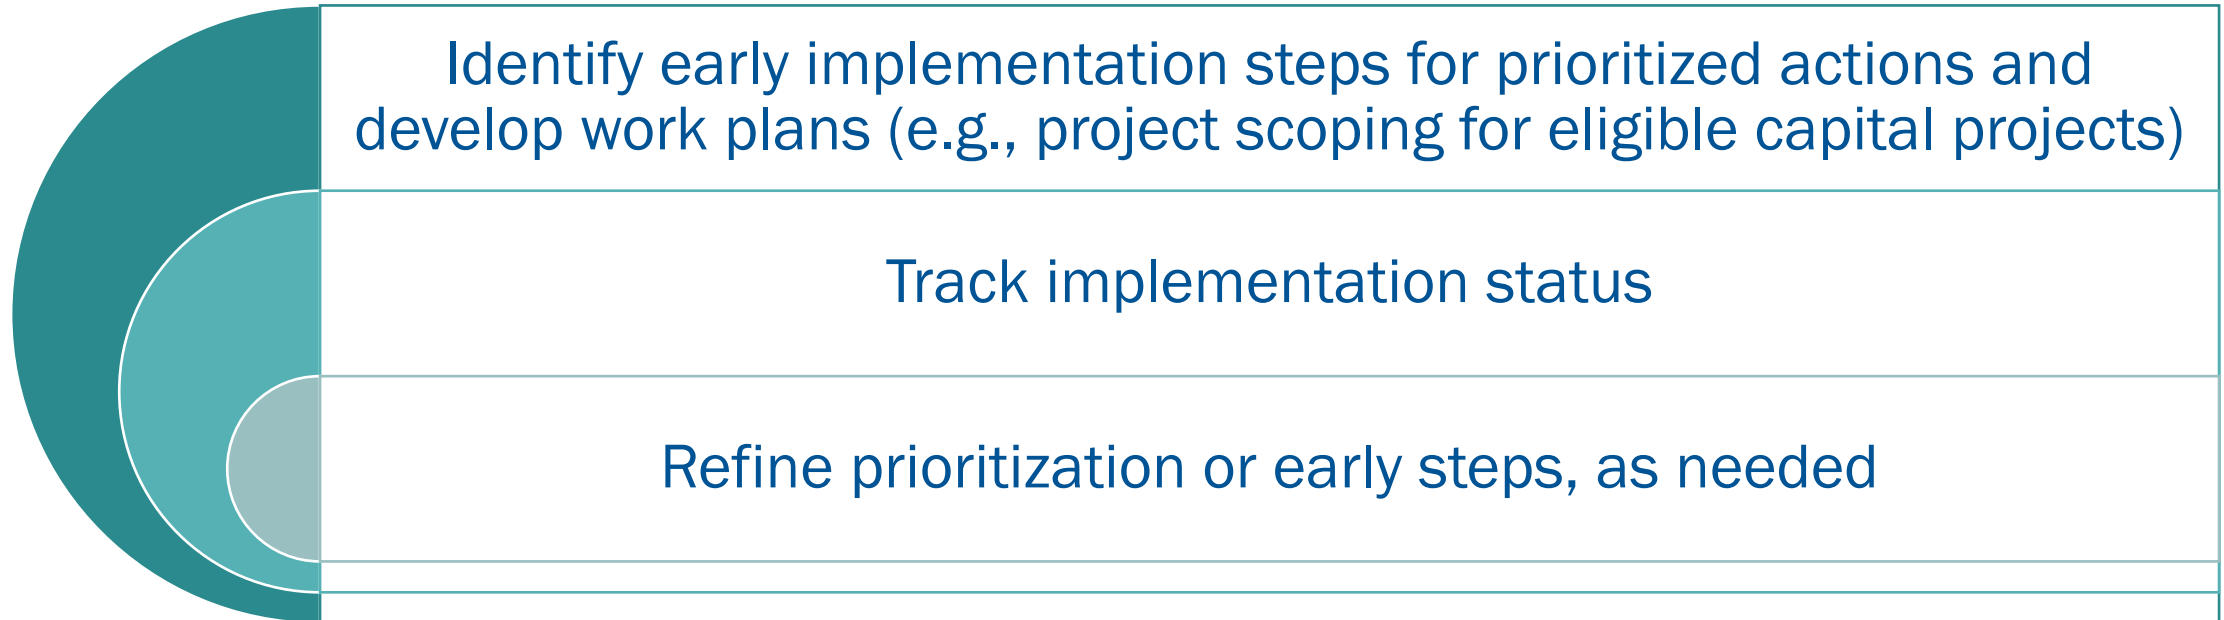 Identify early implementation steps for prioritized actions and
develop work plans (e.g., project scoping for eligible capital projects)
Track implementation status
Refine prioritization or early steps, as needed